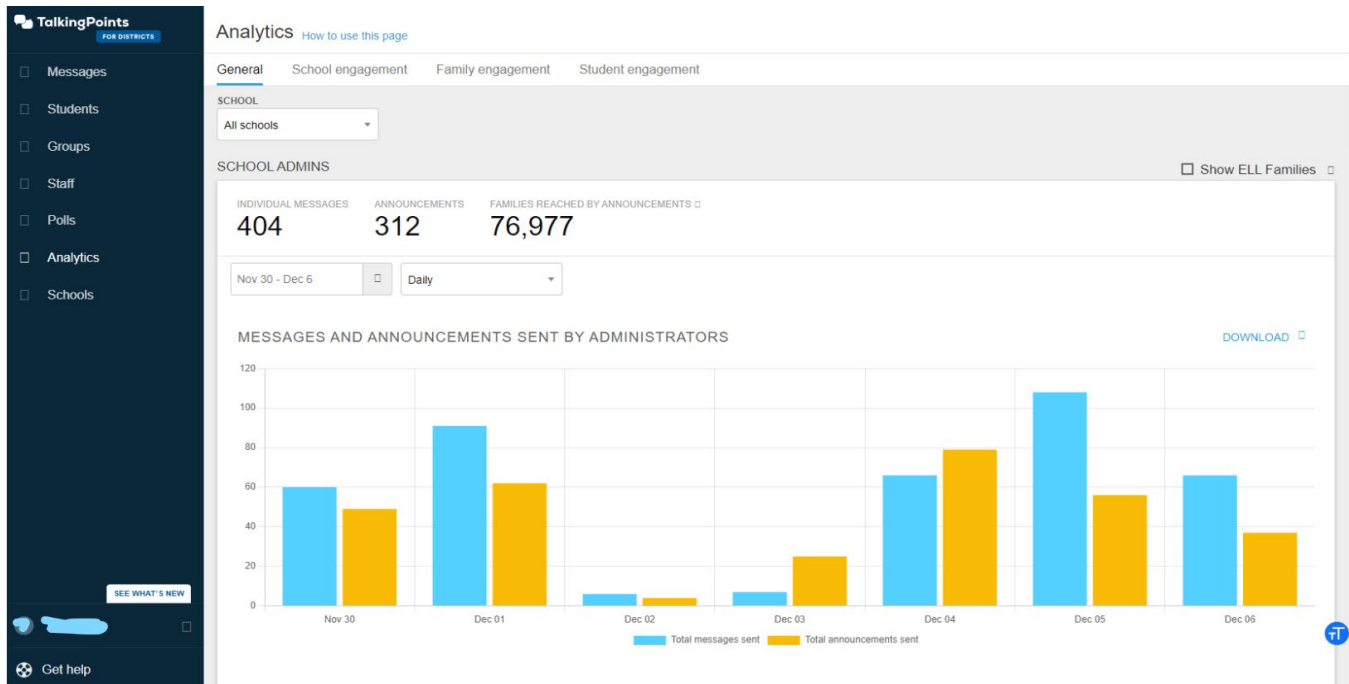 TalkingPoints
FOR DISTRICTS
Messages
Students
Groups
Staff
Polls
Analytics
Schools
SEE WHAT'S NEW
Get help
Analytics How to use this page
General School engagement Family engagement Student engagement
SCHOOL
All schools
SCHOOL ADMINS
Show ELL Families
INDIVIDUAL MESSAGES ANNOUNCEMENTS FAMILIES REACHED BY ANNOUNCEMENTS
404 312 76,977
Nov 30 - Dec 6 Daily
MESSAGES AND ANNOUNCEMENTS SENT BY ADMINISTRATORS DOWNLOAD
120
100
80
60
40
20
0
Nov 30 Dec 01 Dec 02 Dec 03 Dec 04 Dec 05 Dec 06
Total messages sent Total announcements sent
TT